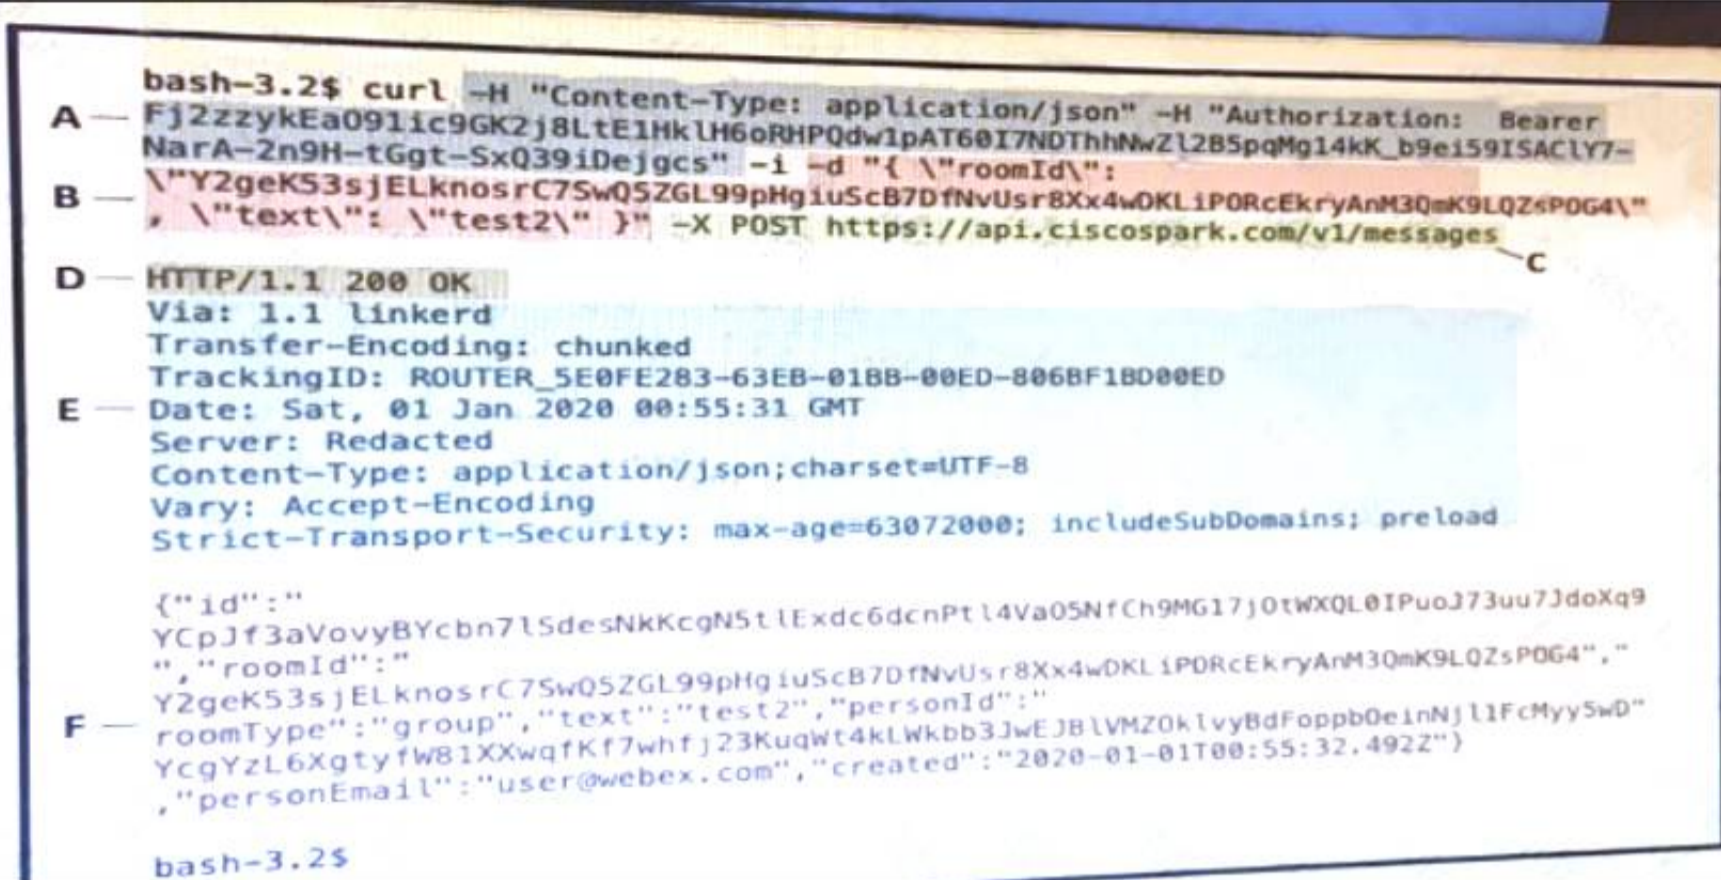 bash-3.2$ curl -H "Content-Type: application/json" -H "Authorization: Bearer
A
Fj2zzykEaO91ic9GK2j8LtE1HklH6oRHPQdw1pAT60I7NDThhNwZl2B5pqMg14kK_b9ei59ISAClY7-
NarA-2n9H-tGgt-SxQ39iDejgcs" -i -d "{ \"roomId\":
B
\"Y2geK53sjELknosrC7SwQ5ZGL99pHgiuScB7DfNvUsr8Xx4wDKLiPORcEkryAnM3QmK9LQZsPOG4\"
, \"text\": \"test2\" }" -X POST https://api.ciscospark.com/v1/messages
C
D
HTTP/1.1 200 OK
Via: 1.1 linkerd
Transfer-Encoding: chunked
TrackingID: ROUTER_5E0FE283-63EB-01BB-00ED-806BF1BD00ED
E
Date: Sat, 01 Jan 2020 00:55:31 GMT
Server: Redacted
Content-Type: application/json;charset=UTF-8
Vary: Accept-Encoding
Strict-Transport-Security: max-age=63072000; includeSubDomains; preload
{"id":"
YCpJf3aVovyBYcbn7lSdesNkKcgN5tlExdc6dcnPtl4VaO5NfCh9MG17jOtWXQL0IPuoJ73uu7JdoXq9
","roomId":"
Y2geK53sjELknosrC7SwQ5ZGL99pHgiuScB7DfNvUsr8Xx4wDKLiPORcEkryAnM3QmK9LQZsPOG4","
F
roomType":"group","text":"test2","personId":"
YcgYzL6XgtyfW81XXwqfKf7whfj23KuqWt4kLWkbb3JwEJBlVMZOklvyBdFoppbOeinNjl1FcMyy5wD"
,"personEmail":"user@webex.com","created":"2020-01-01T00:55:32.492Z"}
bash-3.2$